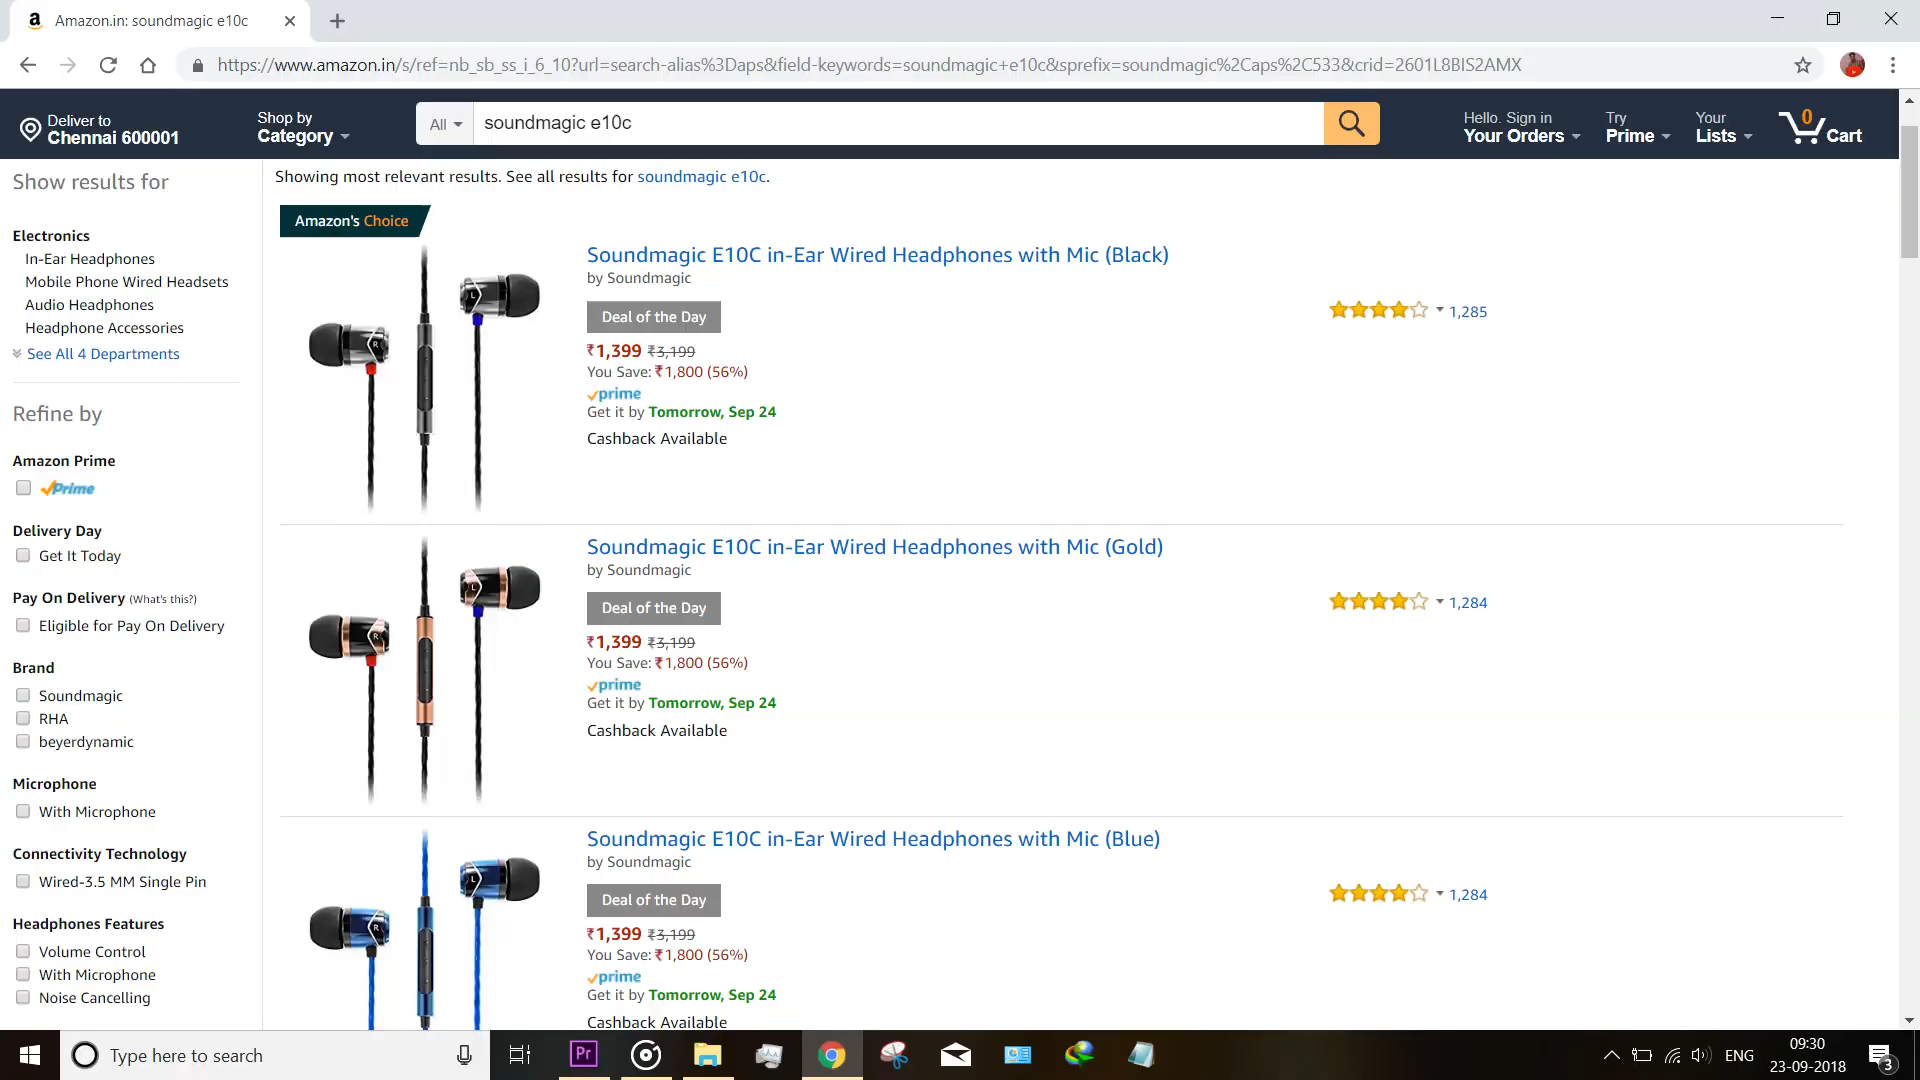 Amazon.in: soundmagic e10c
https://www.amazon.in/s/ref=nb_sb_ss_i_6_10?url=search-alias%3Daps&field-keywords=soundmagic+e10c&sprefix=soundmagic%2Caps%2C533&crid=2601L8BIS2AMX
Deliver to
Chennai 600001
Shop by
Category
All
soundmagic e10c
Hello. Sign in
Your Orders
Try
Prime
Your
Lists
0
Cart
Show results for
Electronics
In-Ear Headphones
Mobile Phone Wired Headsets
Audio Headphones
Headphone Accessories
See All 4 Departments
Refine by
Amazon Prime
Prime
Delivery Day
Get It Today
Pay On Delivery (What's this?)
Eligible for Pay On Delivery
Brand
Soundmagic
RHA
beyerdynamic
Microphone
With Microphone
Connectivity Technology
Wired-3.5 MM Single Pin
Headphones Features
Volume Control
With Microphone
Noise Cancelling
Showing most relevant results. See all results for soundmagic e10c.
Amazon's Choice
L
R
Soundmagic E10C in-Ear Wired Headphones with Mic (Black)
by Soundmagic
Deal of the Day
₹1,399 ₹3,199
You Save: ₹1,800 (56%)
prime
Get it by Tomorrow, Sep 24
Cashback Available
1,285
L
R
Soundmagic E10C in-Ear Wired Headphones with Mic (Gold)
by Soundmagic
Deal of the Day
₹1,399 ₹3,199
You Save: ₹1,800 (56%)
prime
Get it by Tomorrow, Sep 24
Cashback Available
1,284
L
R
Soundmagic E10C in-Ear Wired Headphones with Mic (Blue)
by Soundmagic
Deal of the Day
₹1,399 ₹3,199
You Save: ₹1,800 (56%)
prime
Get it by Tomorrow, Sep 24
Cashback Available
1,284
Type here to search
Pr
ENG
09:30
23-09-2018
3